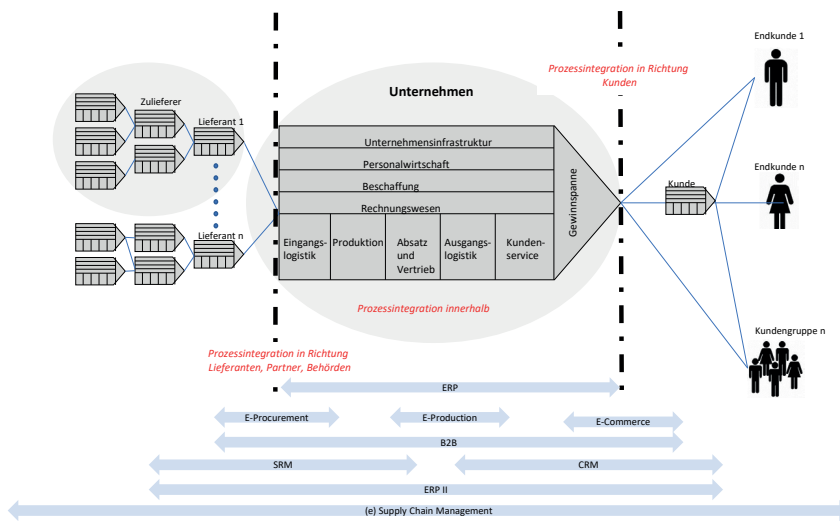 Endkunde 1
Prozessintegration in Richtung
Kunden
Unternehmen
Zulieferer
Lieferant 1
Unternehmensinfrastruktur
Personalwirtschaft
Beschaffung
Rechnungswesen
Gewinnspanne
Kunde
Endkunde n
Lieferant n
Eingangs-
logistik
Produktion
Absatz
und
Vertrieb
Ausgangs-
logistik
Kunden-
service
Prozessintegration innerhalb
Kundengruppe n
Prozessintegration in Richtung
Lieferanten, Partner, Behörden
ERP
E-Procurement
E-Production
E-Commerce
B2B
SRM
CRM
ERP II
(e) Supply Chain Management